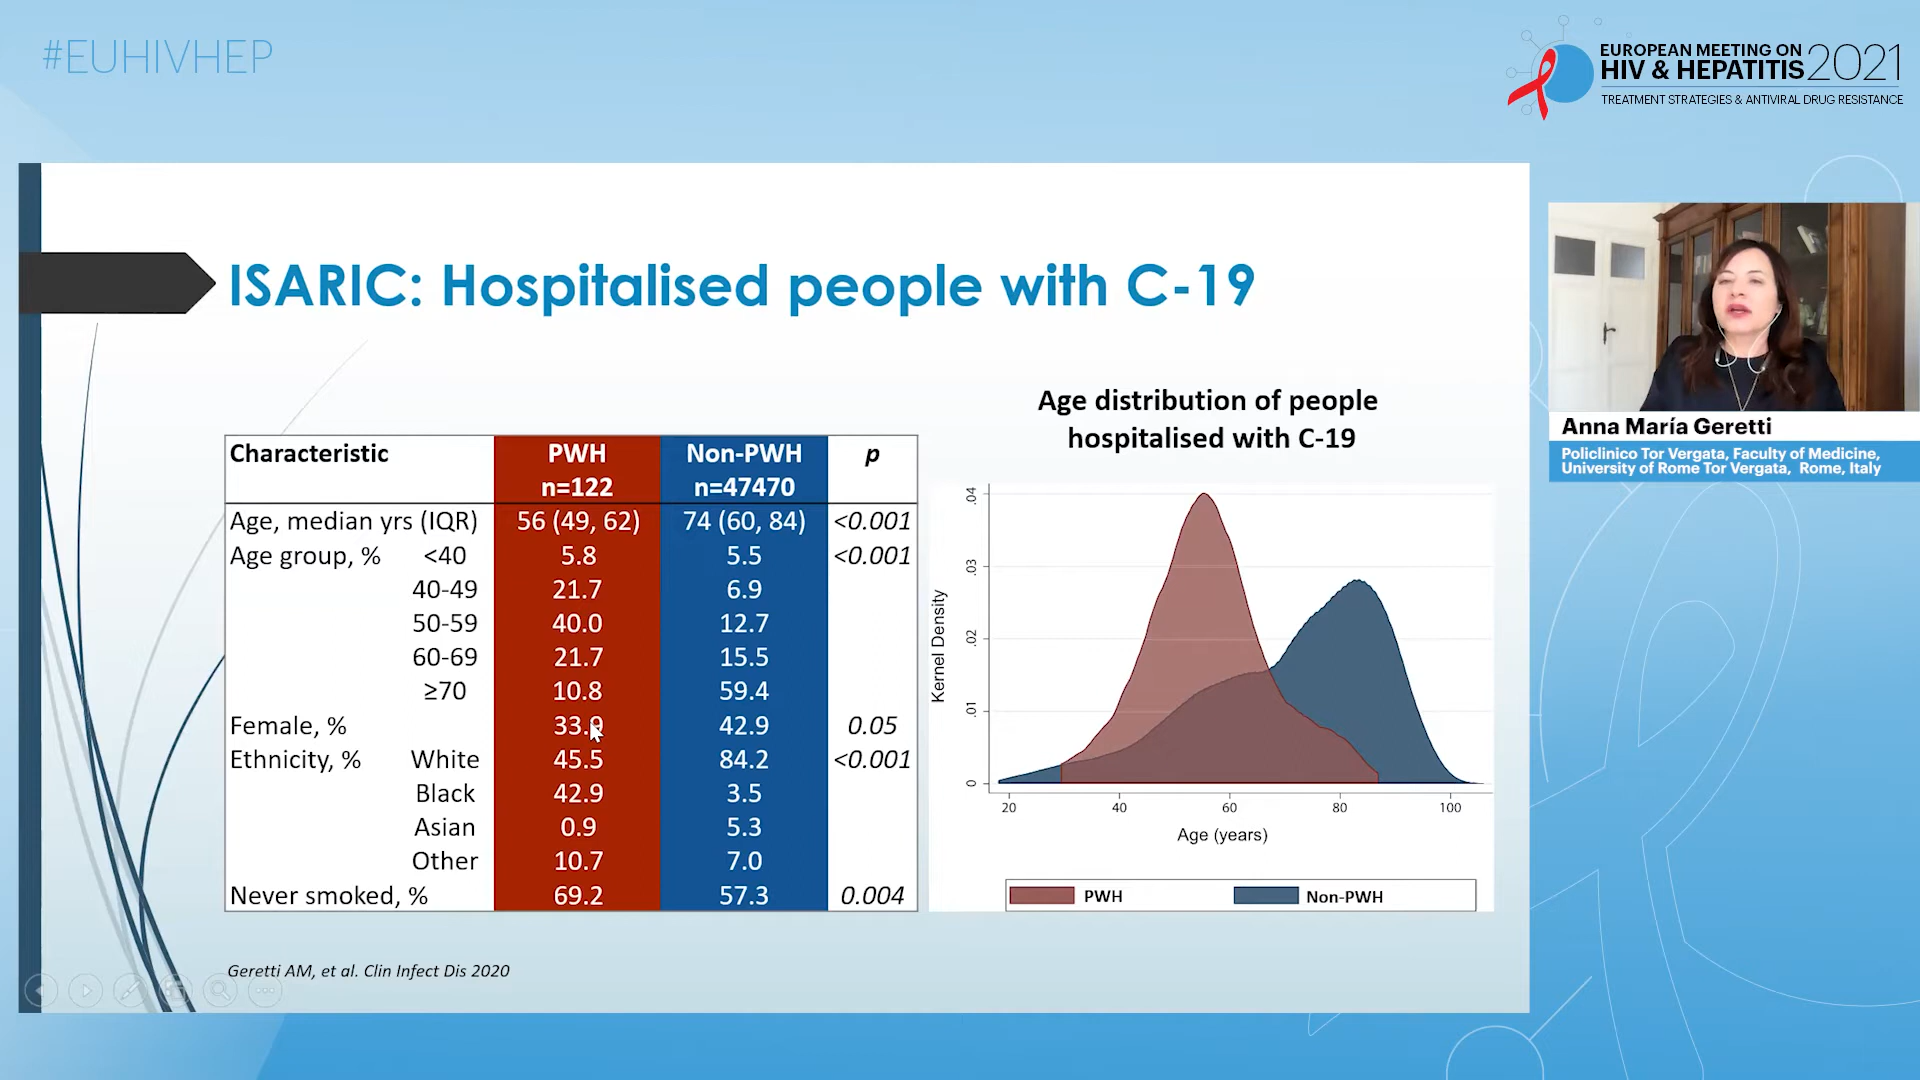 #EUHIVHEP
EUROPEAN MEETING ON
HIV & HEPATITIS 2021
TREATMENT STRATEGIES & ANTIVIRAL DRUG RESISTANCE
ISARIC: Hospitalised people with C-19
Characteristic PWH n=122 Non-PWH n=47470 p
Age, median yrs (IQR) 56 (49, 62) 74 (60, 84) <0.001
Age group, % <40 5.8 5.5 <0.001
40-49 21.7 6.9
50-59 40.0 12.7
60-69 21.7 15.5
≥70 10.8 59.4
Female, % 33.9 42.9 0.05
Ethnicity, % White 45.5 84.2 <0.001
Black 42.9 3.5
Asian 0.9 5.3
Other 10.7 7.0
Never smoked, % 69.2 57.3 0.004
Geretti AM, et al. Clin Infect Dis 2020
Age distribution of people
hospitalised with C-19
Kernel Density
.04
.03
.02
.01
0
20 40 60 80 100
Age (years)
PWH Non-PWH
Anna María Geretti
Policlinico Tor Vergata, Faculty of Medicine,
University of Rome Tor Vergata, Rome, Italy